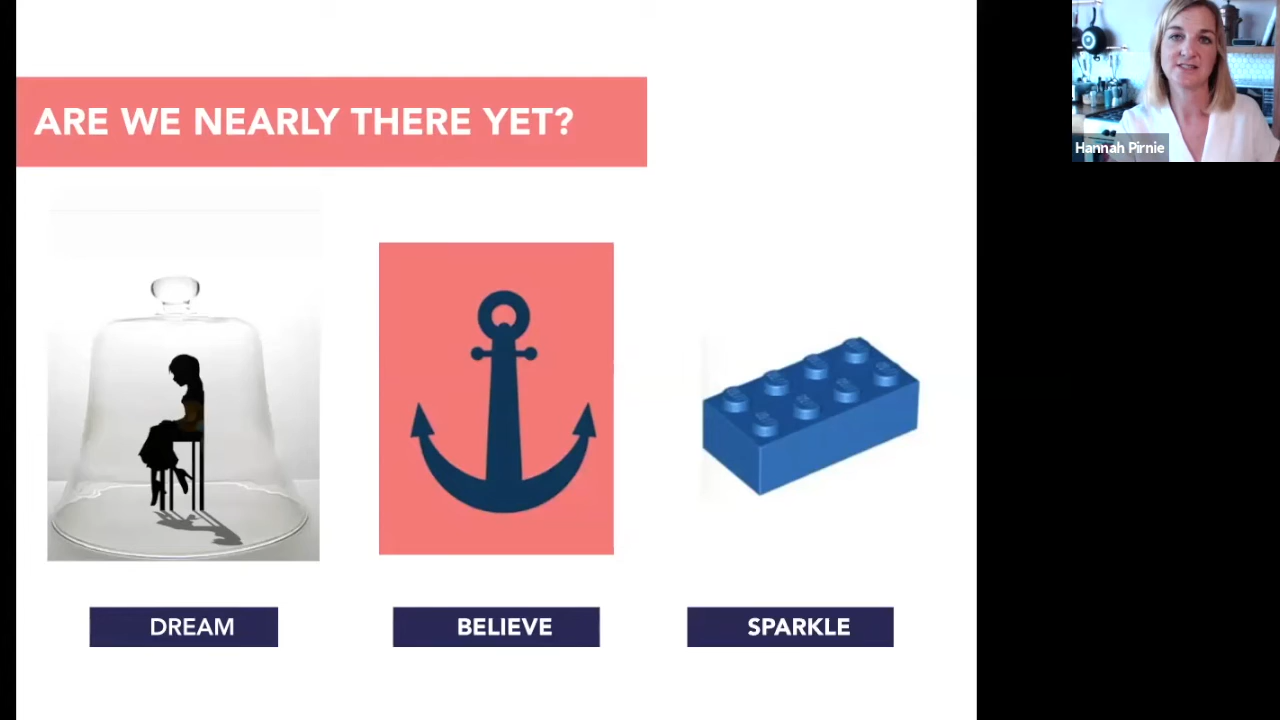 ARE WE NEARLY THERE YET?
Hannah Pirnie
DREAM
BELIEVE
SPARKLE